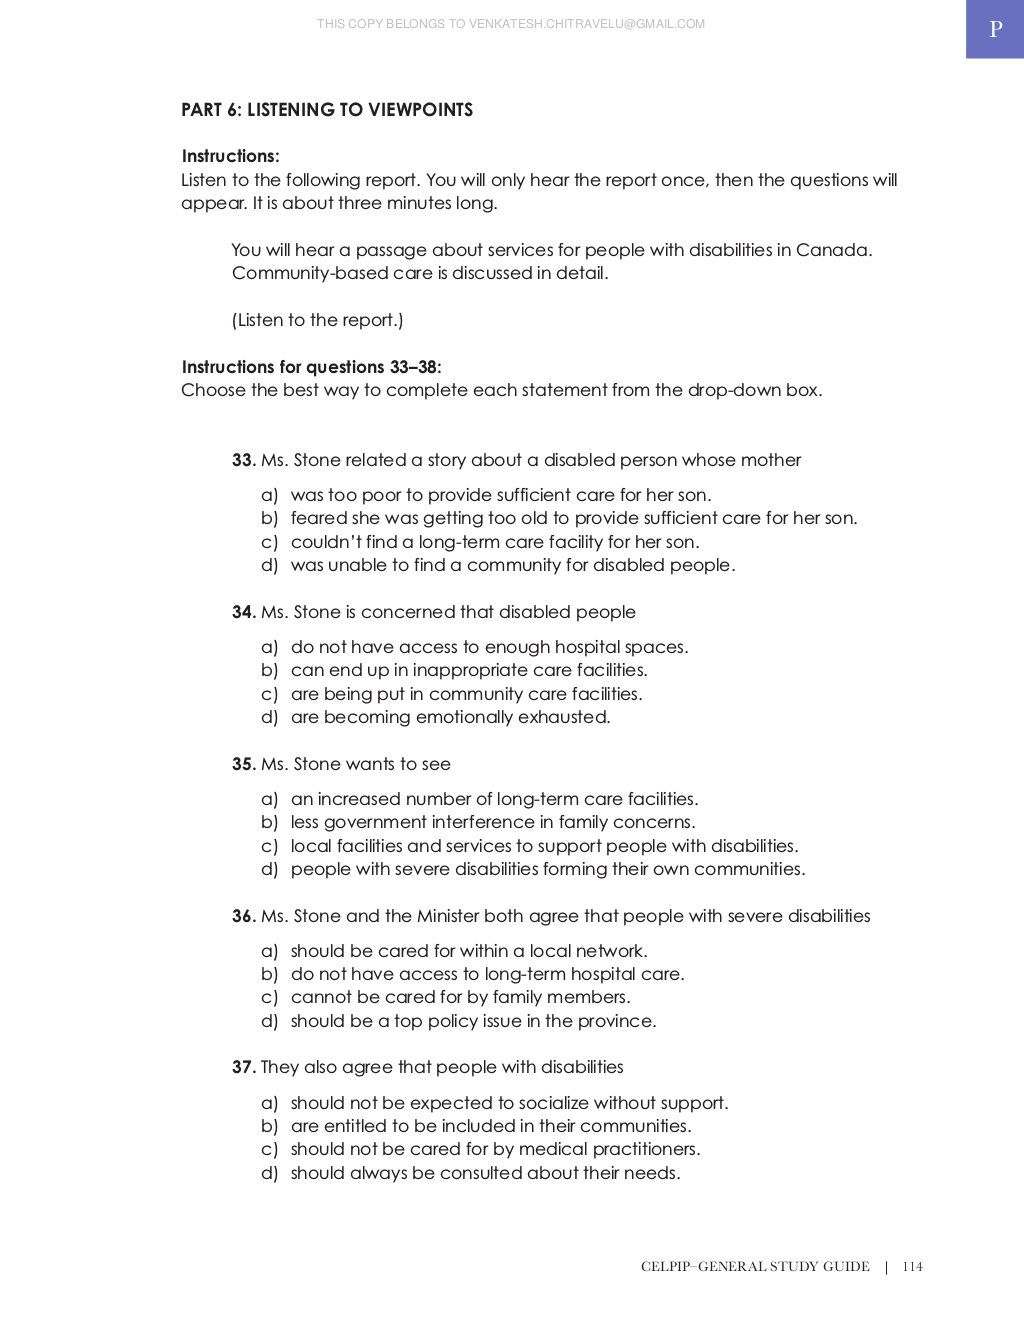 THIS COPY BELONGS TO VENKATESH.CHITRAVELU@GMAIL.COM
P
PART 6: LISTENING TO VIEWPOINTS
Instructions:
Listen to the following report. You will only hear the report once, then the questions will
appear. It is about three minutes long.
You will hear a passage about services for people with disabilities in Canada.
Community-based care is discussed in detail.
(Listen to the report.)
Instructions for questions 33–38:
Choose the best way to complete each statement from the drop-down box.
33. Ms. Stone related a story about a disabled person whose mother
a) was too poor to provide sufficient care for her son.
b) feared she was getting too old to provide sufficient care for her son.
c) couldn’t find a long-term care facility for her son.
d) was unable to find a community for disabled people.
34. Ms. Stone is concerned that disabled people
a) do not have access to enough hospital spaces.
b) can end up in inappropriate care facilities.
c) are being put in community care facilities.
d) are becoming emotionally exhausted.
35. Ms. Stone wants to see
a) an increased number of long-term care facilities.
b) less government interference in family concerns.
c) local facilities and services to support people with disabilities.
d) people with severe disabilities forming their own communities.
36. Ms. Stone and the Minister both agree that people with severe disabilities
a) should be cared for within a local network.
b) do not have access to long-term hospital care.
c) cannot be cared for by family members.
d) should be a top policy issue in the province.
37. They also agree that people with disabilities
a) should not be expected to socialize without support.
b) are entitled to be included in their communities.
c) should not be cared for by medical practitioners.
d) should always be consulted about their needs.
CELPIP–GENERAL STUDY GUIDE | 114